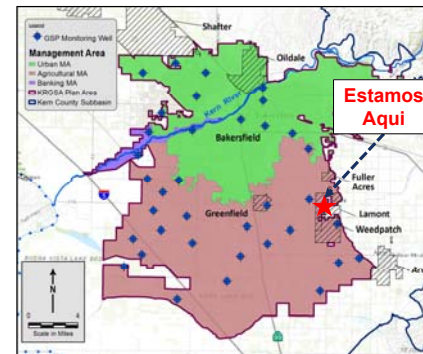 Shafter
LEGEND
GSP Monitoring Well
Management Area
Urban MA
Agricultural MA
Banking MA
KRGSA Plan Area
Kern County Subbasin
Oildale
Kern River
Estamos
Aqui
Bakersfield
Fuller
Acres
Greenfield
Lamont
Weedpatch
N
0
4
Scale in Miles